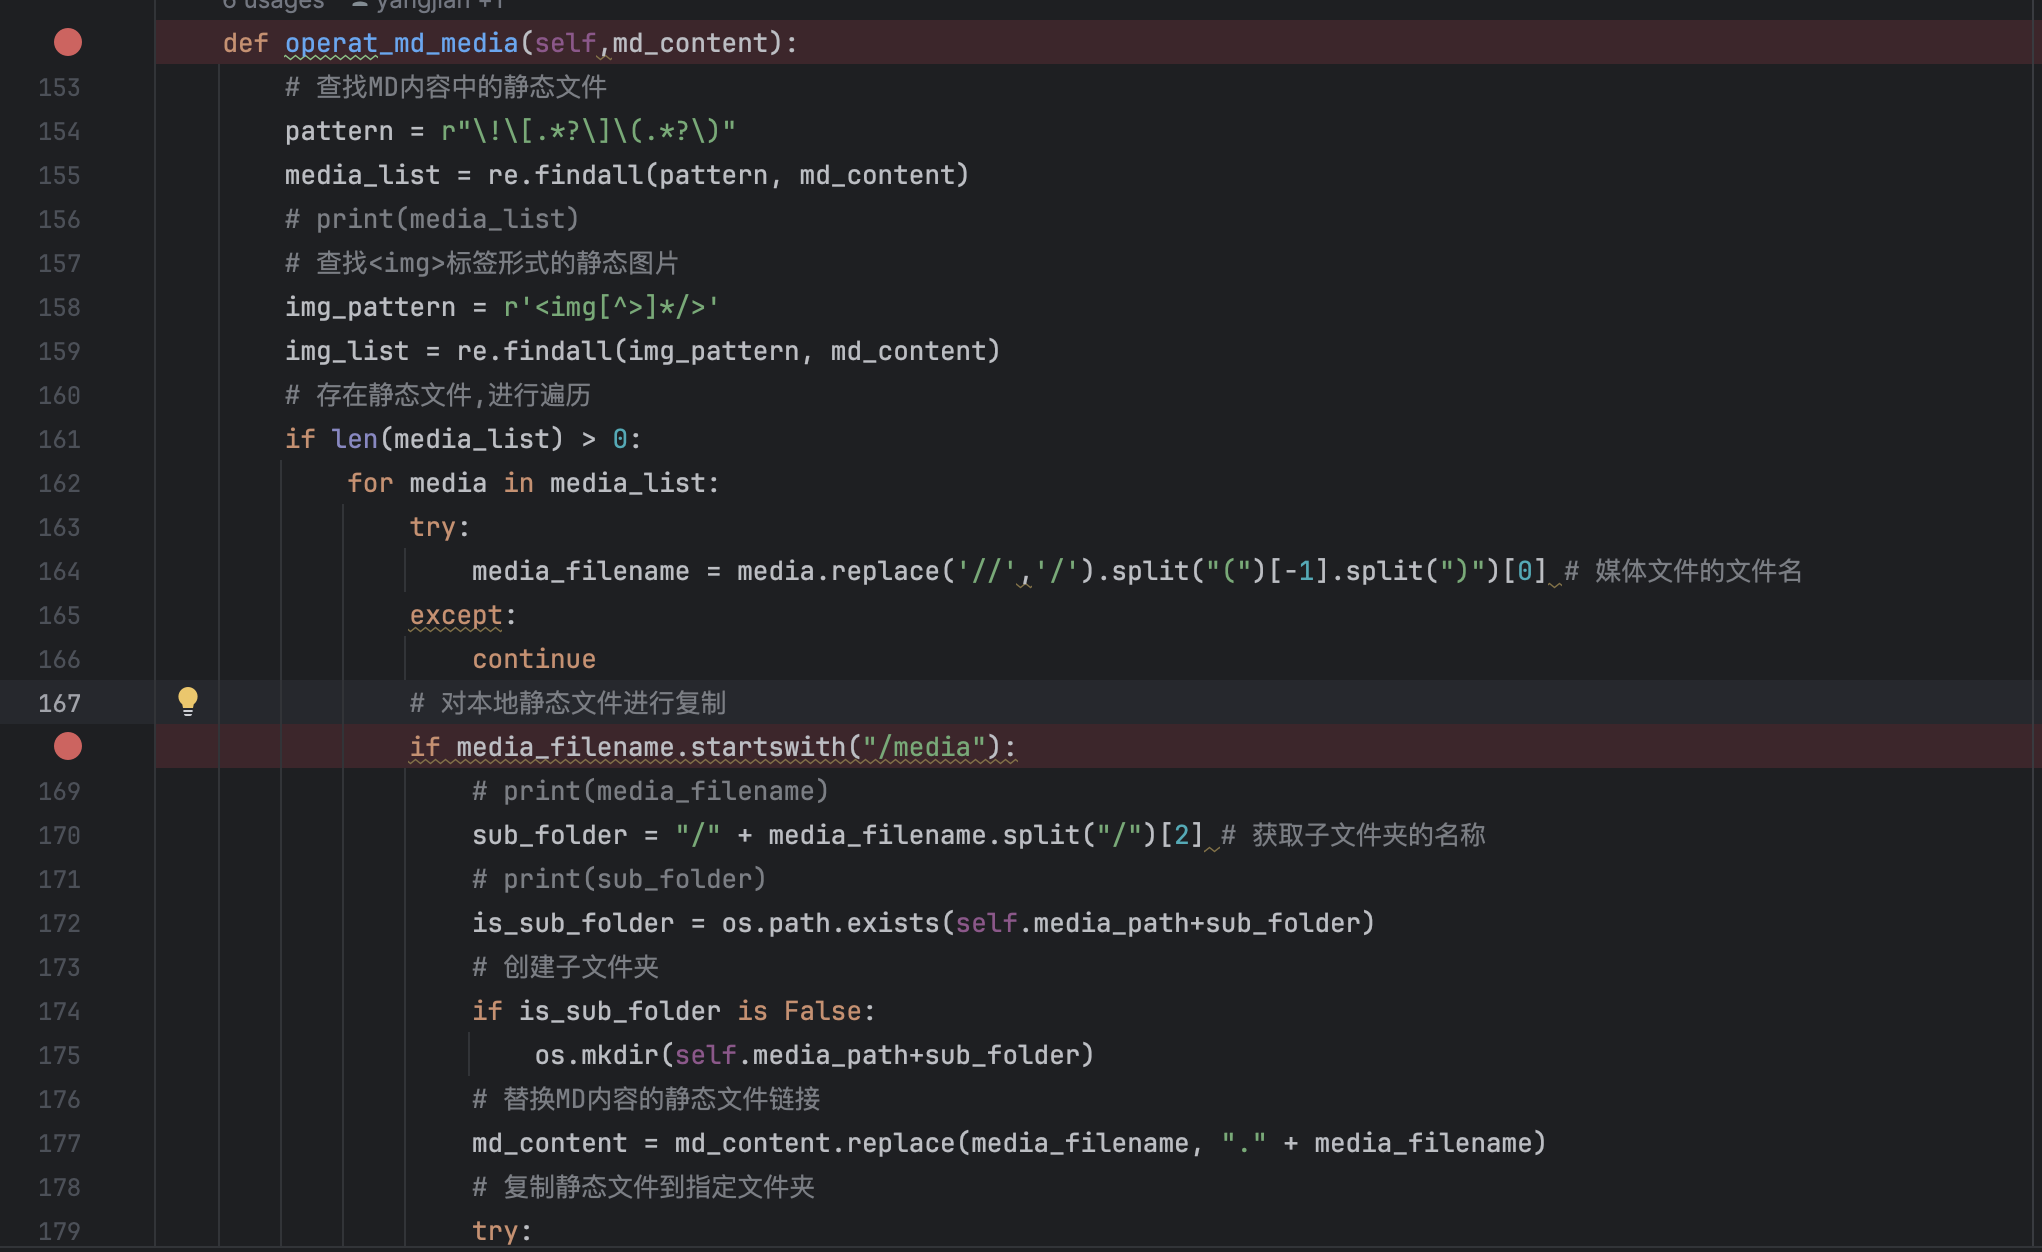 6 usages yangjian +1
def operat_md_media(self,md_content):
153 # 查找MD内容中的静态文件
154 pattern = r"\!\[.*?\]\(.*?\)"
155 media_list = re.findall(pattern, md_content)
156 # print(media_list)
157 # 查找<img>标签形式的静态图片
158 img_pattern = r'<img[^>]*/>'
159 img_list = re.findall(img_pattern, md_content)
160 # 存在静态文件,进行遍历
161 if len(media_list) > 0:
162 for media in media_list:
163 try:
164 media_filename = media.replace('//','/').split("(")[-1].split(")")[0] # 媒体文件的文件名
165 except:
166 continue
167 # 对本地静态文件进行复制
if media_filename.startswith("/media"):
169 # print(media_filename)
170 sub_folder = "/" + media_filename.split("/")[2] # 获取子文件夹的名称
171 # print(sub_folder)
172 is_sub_folder = os.path.exists(self.media_path+sub_folder)
173 # 创建子文件夹
174 if is_sub_folder is False:
175 os.mkdir(self.media_path+sub_folder)
176 # 替换MD内容的静态文件链接
177 md_content = md_content.replace(media_filename, "." + media_filename)
178 # 复制静态文件到指定文件夹
179 try: